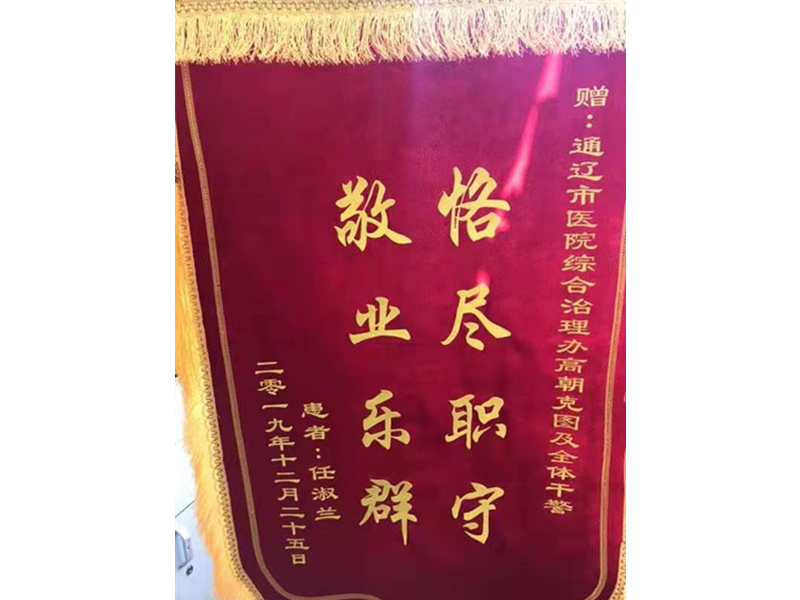 赠：通辽市医院综合治理办高朝克图及全体干警
恪尽职守
敬业乐群
患者：任淑兰
二零一九年十二月二十五日